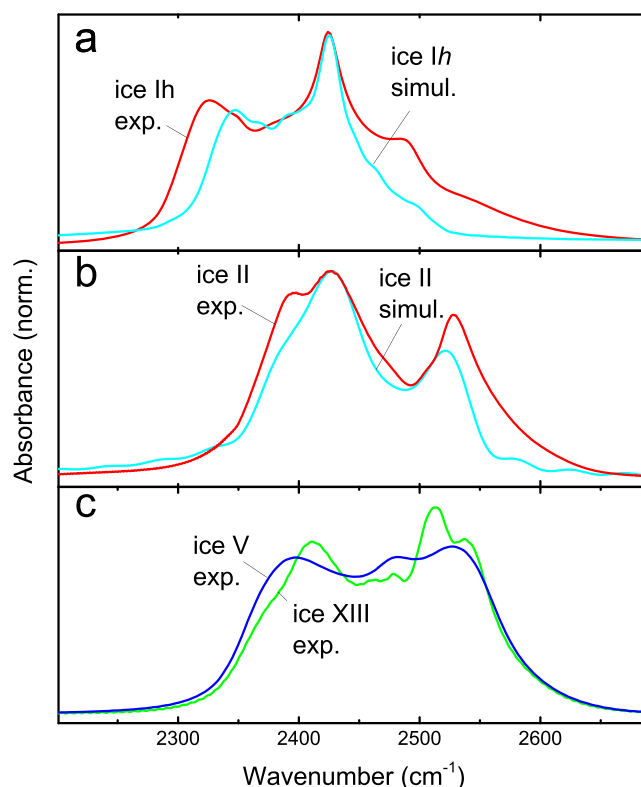 a
ice Ih
exp.
ice Ih
simul.
b
ice II
exp.
ice II
simul.
Absorbance (norm.)
c
ice V
exp.
ice XIII
exp.
2300 2400 2500 2600
Wavenumber (cm⁻¹)